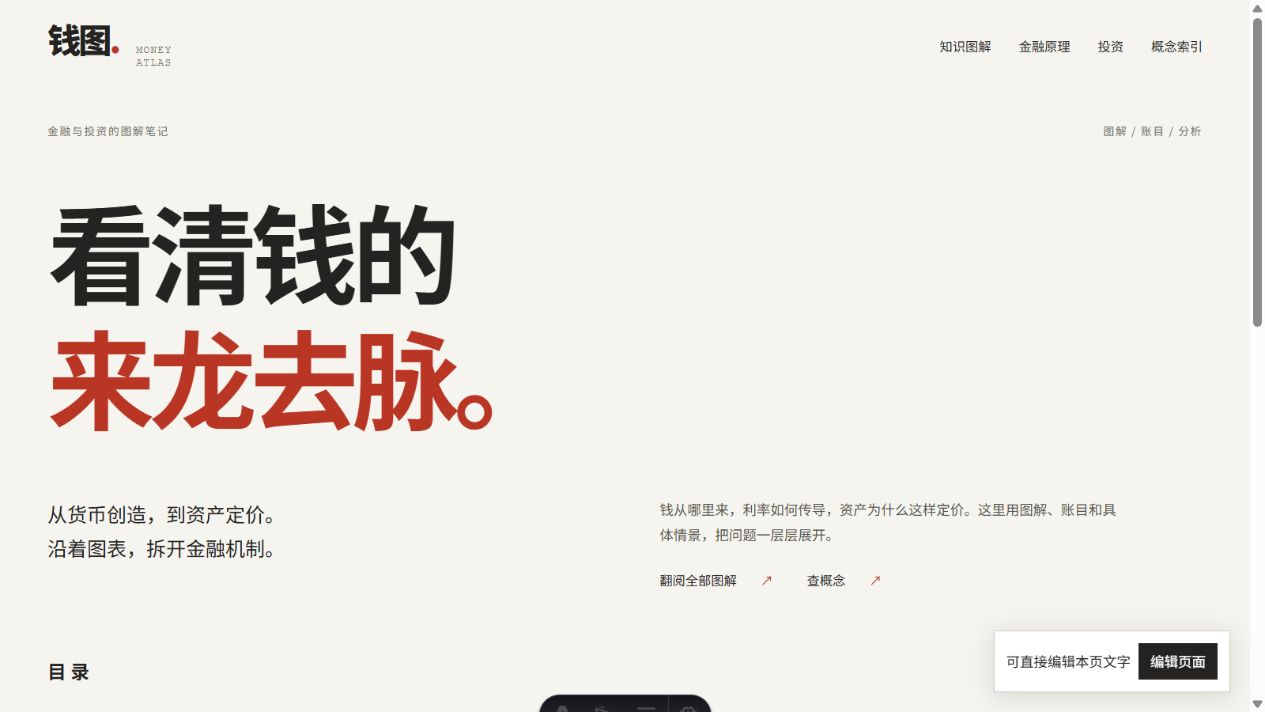 钱图.
MONEY
ATLAS
知识图解 金融原理 投资 概念索引
金融与投资的图解笔记
图解 / 账目 / 分析
看清钱的
来龙去脉。
从货币创造，到资产定价。
沿着图表，拆开金融机制。
钱从哪里来，利率如何传导，资产为什么这样定价。这里用图解、账目和具
体情景，把问题一层层展开。
翻阅全部图解 ↗ 查概念 ↗
可直接编辑本页文字 编辑页面
目录